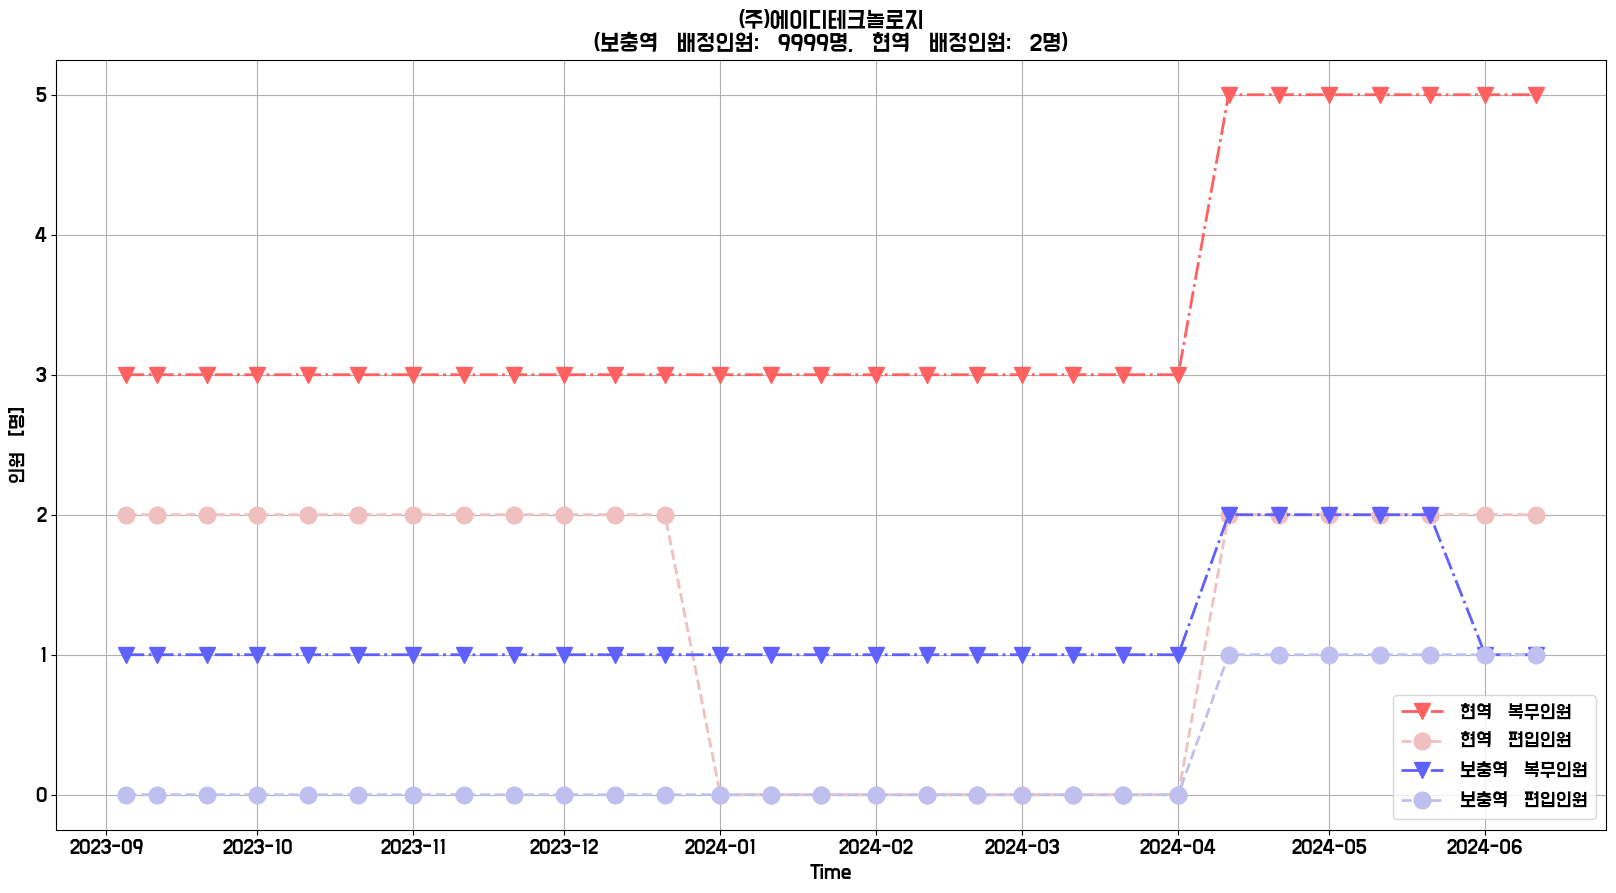 (주)에이디테크놀로지
(보충역 배정인원: 9999명, 현역 배정인원: 2명)
5
4
3
2
1
0
인원 [명]
2023-09 2023-10 2023-11 2023-12 2024-01 2024-02 2024-03 2024-04 2024-05 2024-06
Time
현역 복무인원
현역 편입인원
보충역 복무인원
보충역 편입인원